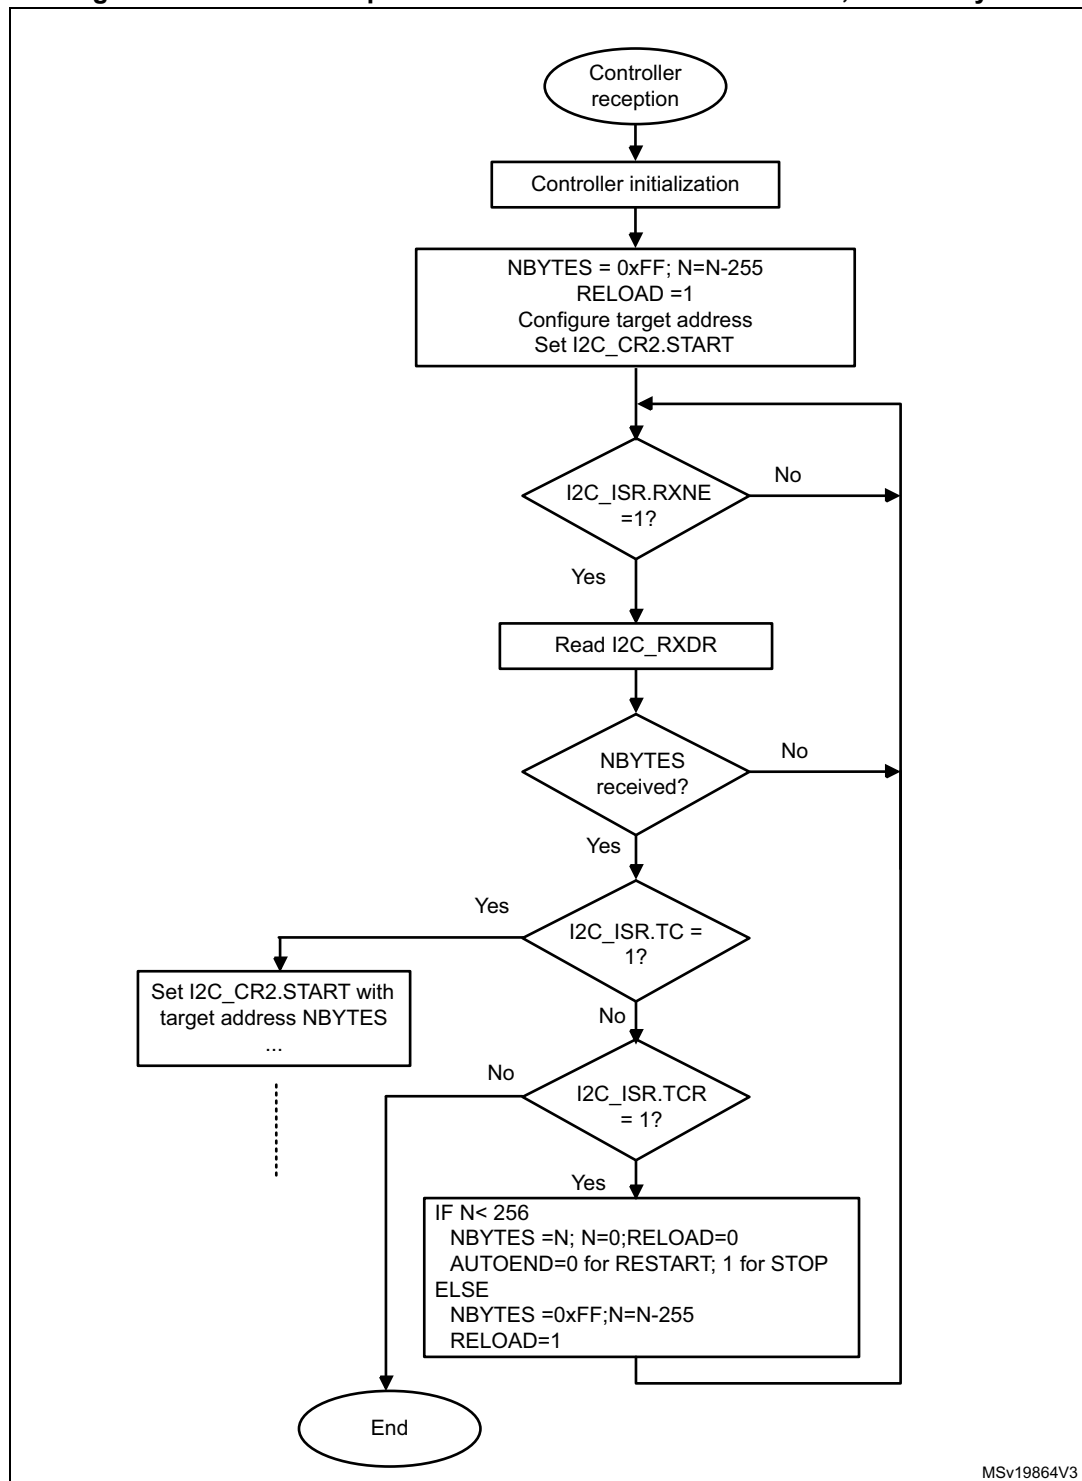 Controller
reception
Controller initialization
NBYTES = 0xFF; N=N-255
RELOAD =1
Configure target address
Set I2C_CR2.START
I2C_ISR.RXNE
=1?
No
Yes
Read I2C_RXDR
NBYTES
received?
No
Yes
I2C_ISR.TC =
1?
Yes
Set I2C_CR2.START with
target address NBYTES
...
No
I2C_ISR.TCR
= 1?
No
Yes
IF N< 256
NBYTES =N; N=0;RELOAD=0
AUTOEND=0 for RESTART; 1 for STOP
ELSE
NBYTES =0xFF;N=N-255
RELOAD=1
End
MSv19864V3